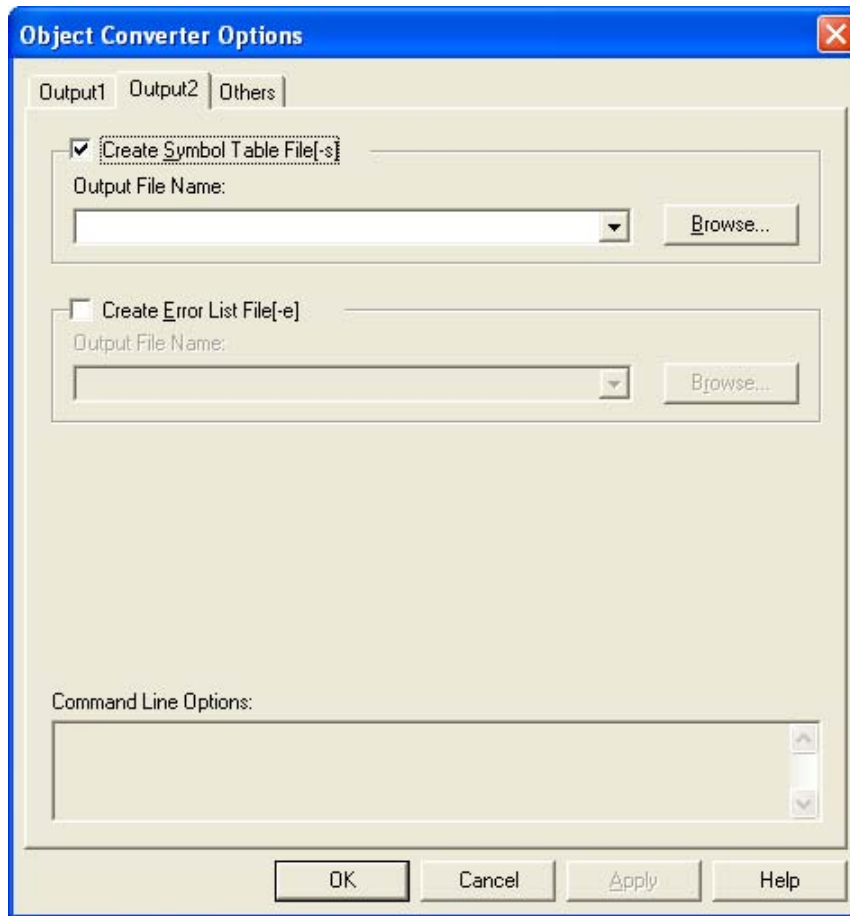 Object Converter Options
Output1 Output2 Others
Create Symbol Table File[-s]
Output File Name:
Browse...
Create Error List File[-e]
Output File Name:
Browse...
Command Line Options:
OK Cancel Apply Help